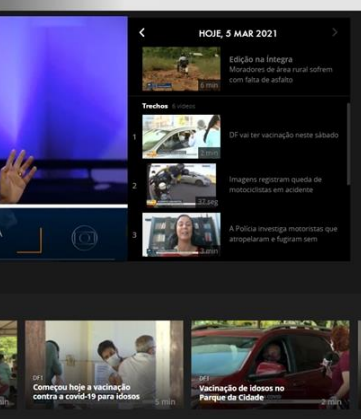 HOJE, 5 MAR 2021
Edição na Íntegra
Moradores de área rural sofrem
com falta de asfalto
6 min
Trechos 6 vídeos
1
DF vai ter vacinação neste sábado
3 min
2
Imagens registram queda de
motociclistas em acidente
37 seg
3
A Polícia investiga motoristas que
atropelaram e fugiram sem
3 min
A
min
DF1
Começou hoje a vacinação
contra a covid-19 para idosos
5 min
DF1
Vacinação de idosos no
Parque da Cidade
2 min